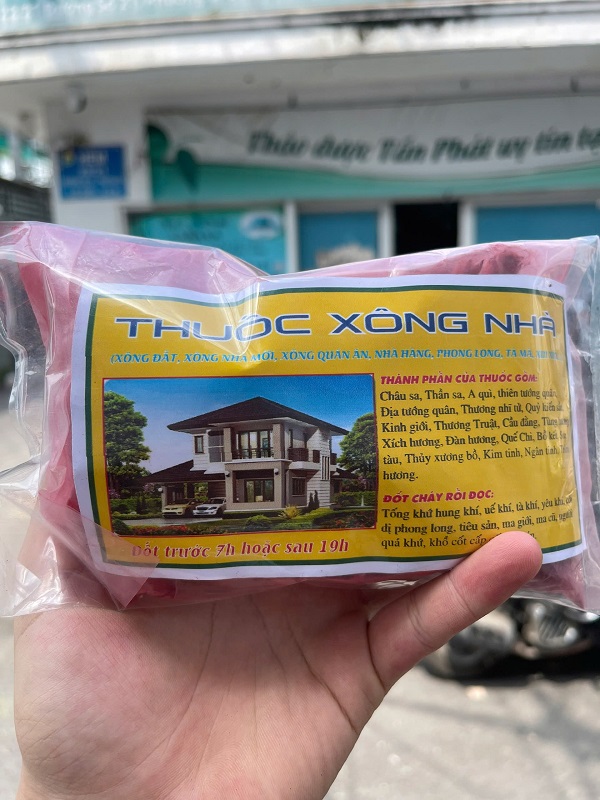 Thảo dược Tấn Phát uy tín
THUỐC XÔNG NHÀ
(XÔNG ĐẤT, XÔNG NHÀ MỚI, XÔNG QUÁN ĂN, NHÀ HÀNG, PHONG LONG, TÀ MA,
THÀNH PHẦN CỦA THUỐC GỒM:
Châu sa, Thần sa, A qùi, thiên tướng quân,
Địa tướng quân, Thương nhĩ tử, Quỷ
Kinh giới, Thương Truật, Cẩu đằng,
Xích hương, Đàn hương, Quế Chi, Bồ kết,
tàu, Thủy xương bồ, Kim tinh, Ngân tinh,
hương.
ĐỐT CHÁY RỒI ĐỌC:
Tống khứ hung khí, uế khí, tà khí, yêu khí,
dị phong long, tiêu sản, ma giới, ma cũ,
quá khứ, khổ cốt cấp
Đốt trước 7h hoặc sau 19h